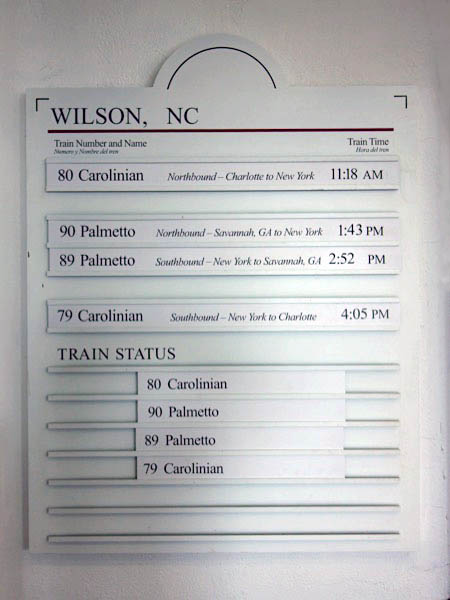 WILSON, NC
Train Number and Name Train Time
Numero y Nombre del tren Hora del tren
80 Carolinian Northbound – Charlotte to New York 11:18 AM
90 Palmetto Northbound – Savannah, GA to New York 1:43 PM
89 Palmetto Southbound – New York to Savannah, GA 2:52 PM
79 Carolinian Southbound – New York to Charlotte 4:05 PM
TRAIN STATUS
80 Carolinian
90 Palmetto
89 Palmetto
79 Carolinian